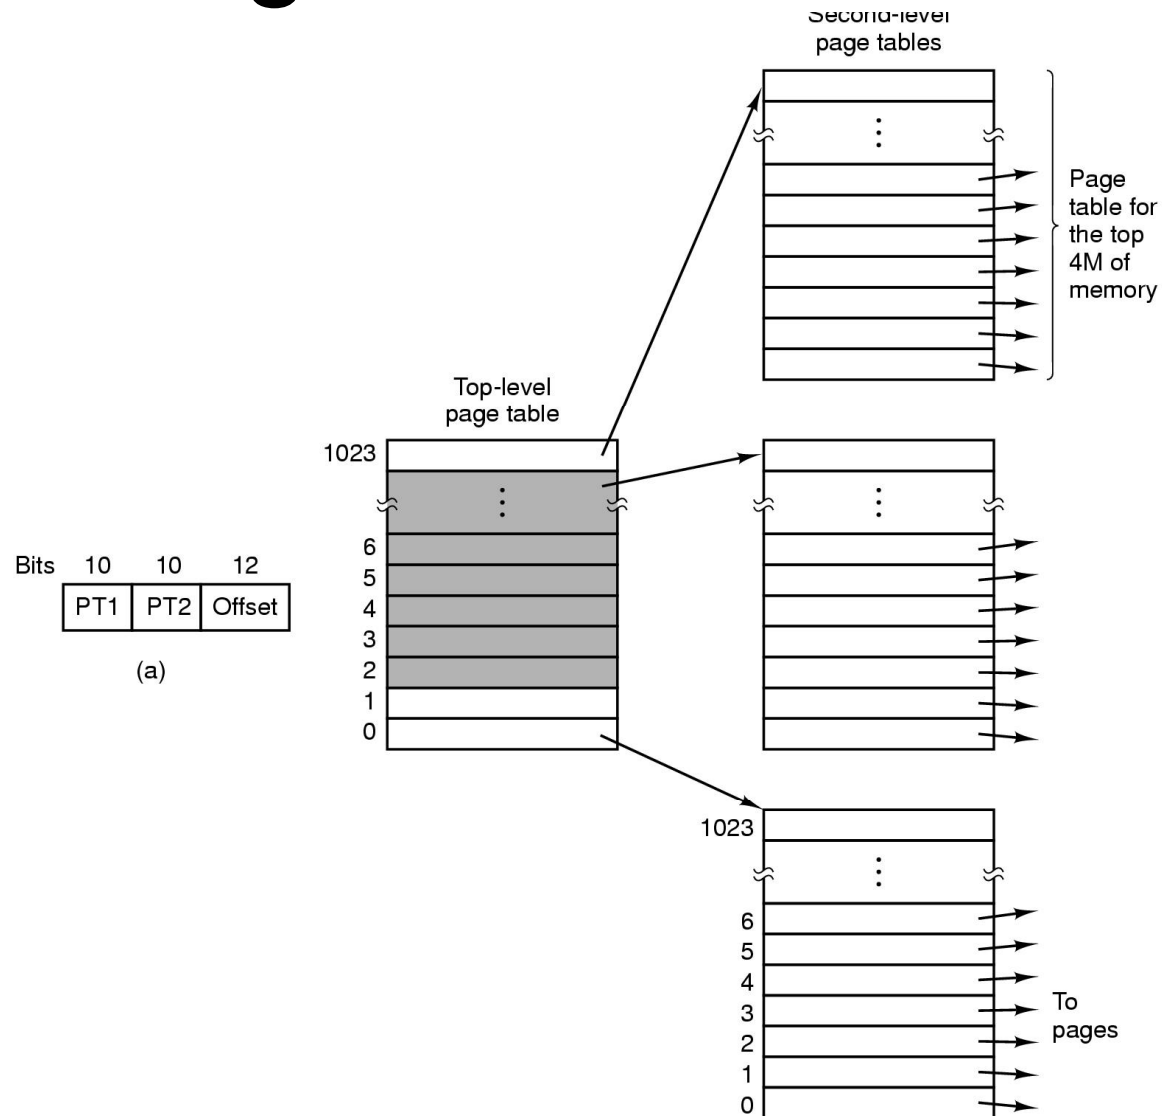 Second-level
page tables
Page
table for
the top
4M of
memory
Top-level
page table
1023
6
5
4
3
2
1
0
Bits 10 10 12
PT1 PT2 Offset
(a)
1023
6
5
4
3
2
1
0
To
pages